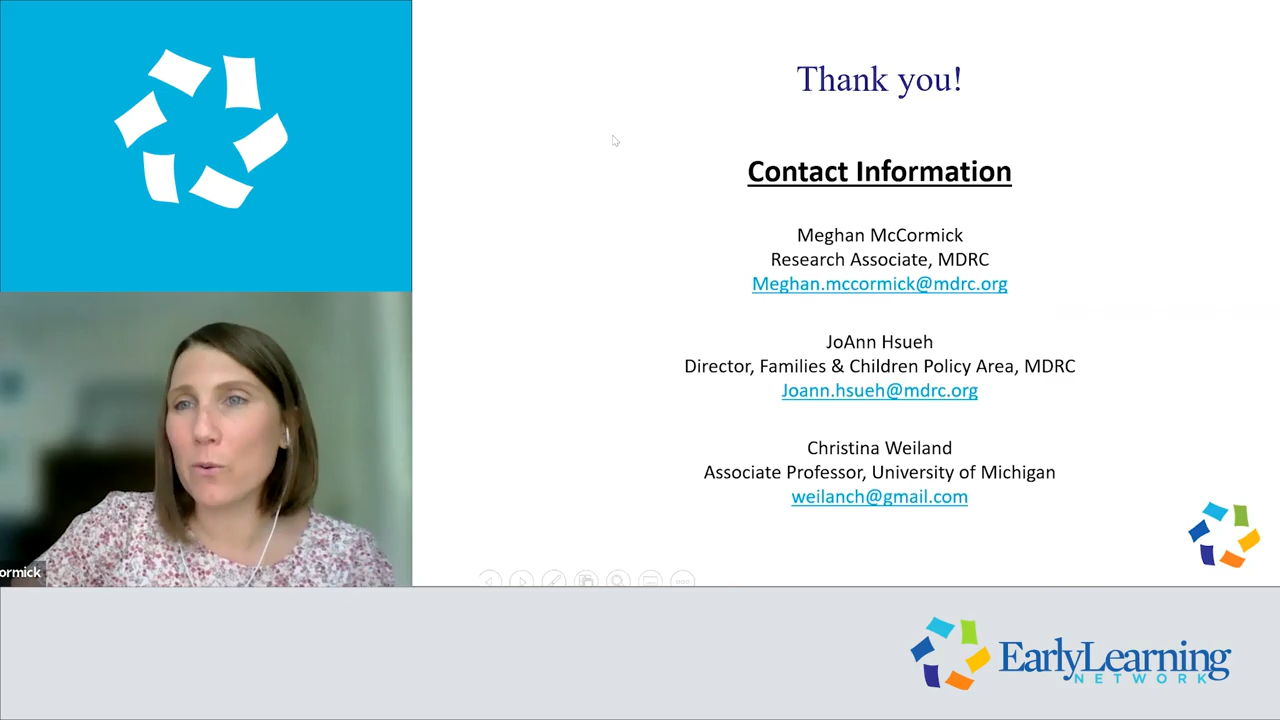 Thank you!
Contact Information
Meghan McCormick
Research Associate, MDRC
Meghan.mccormick@mdrc.org
JoAnn Hsueh
Director, Families & Children Policy Area, MDRC
Joann.hsueh@mdrc.org
Christina Weiland
Associate Professor, University of Michigan
weilanch@gmail.com
ormick
EarlyLearning
NETWORK